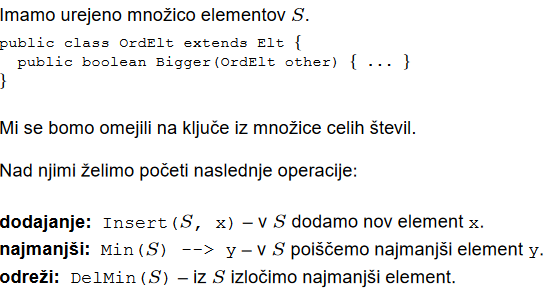 Imamo urejeno množico elementov S.
public class OrdElt extends Elt {
  public boolean Bigger(OrdElt other) { ... }
}
Mi se bomo omejili na ključe iz množice celih števil.
Nad njimi želimo početi naslednje operacije:
dodajanje: Insert(S, x) – v S dodamo nov element x.
najmanjši: Min(S) --> y – v S poiščemo najmanjši element y.
odreži: DelMin(S) – iz S izločimo najmanjši element.